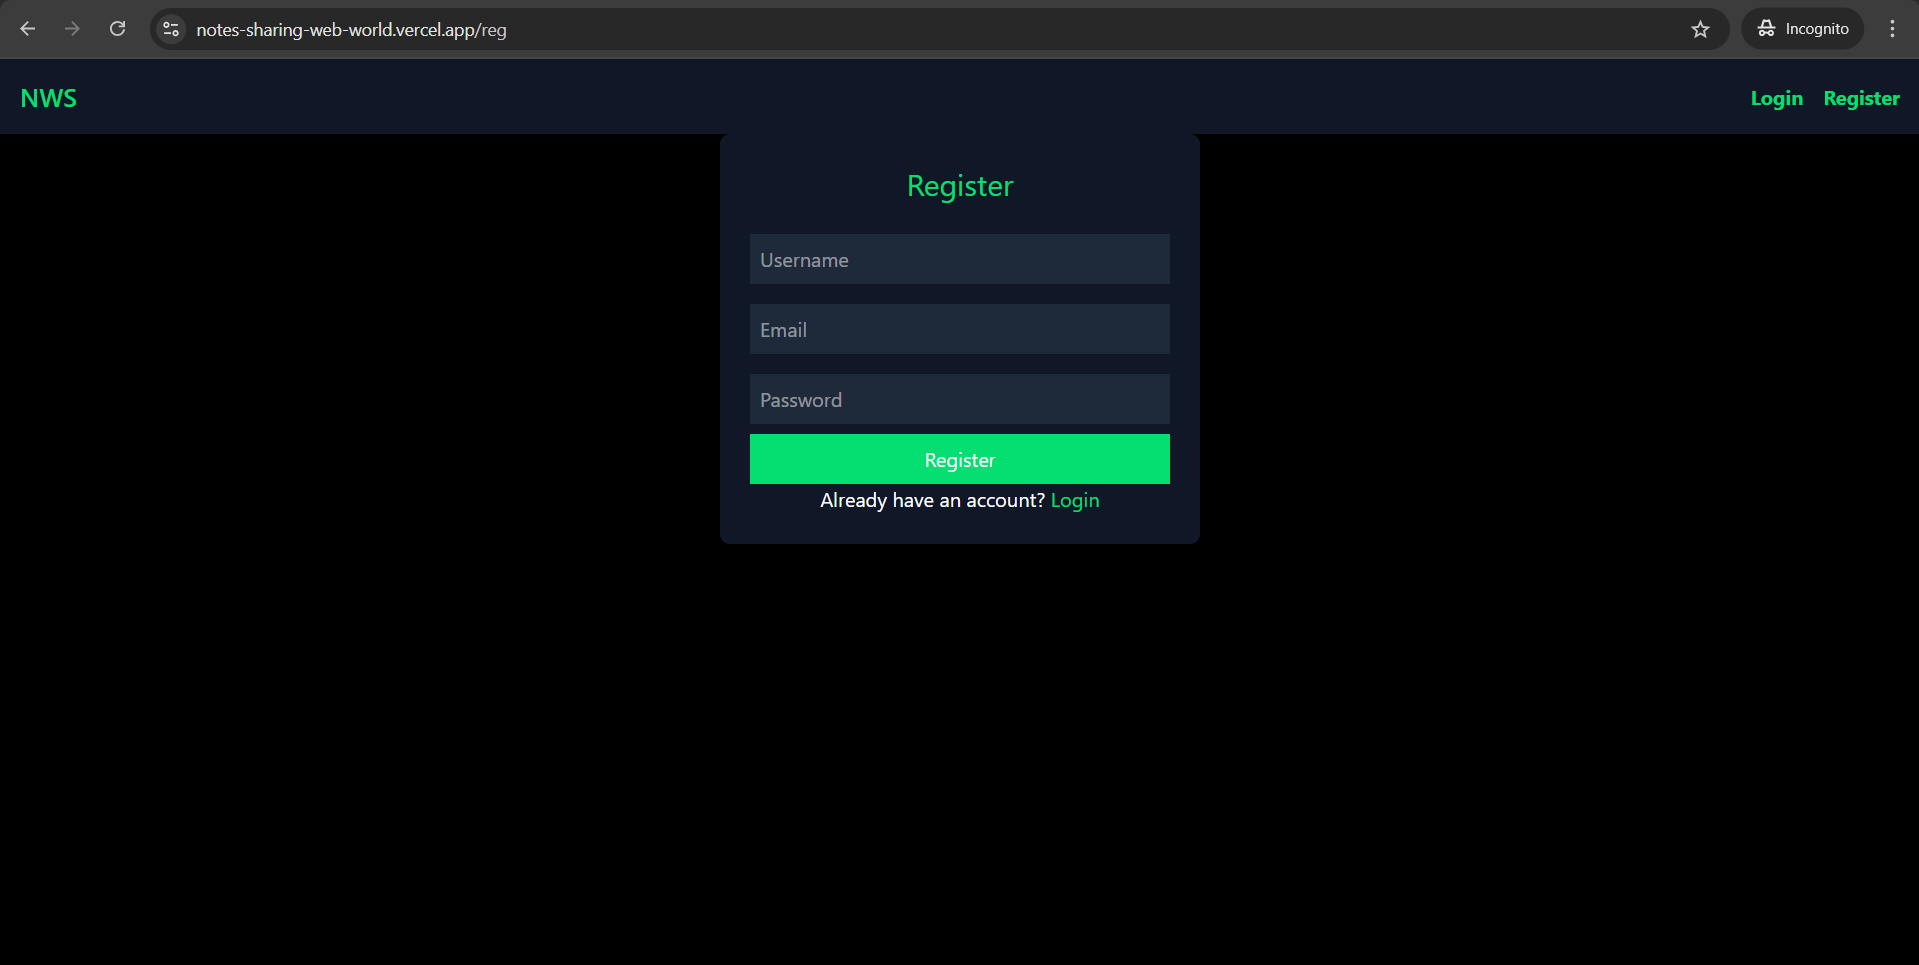 notes-sharing-web-world.vercel.app/reg
Incognito
NWS
Login Register
Register
Username
Email
Password
Register
Already have an account? Login